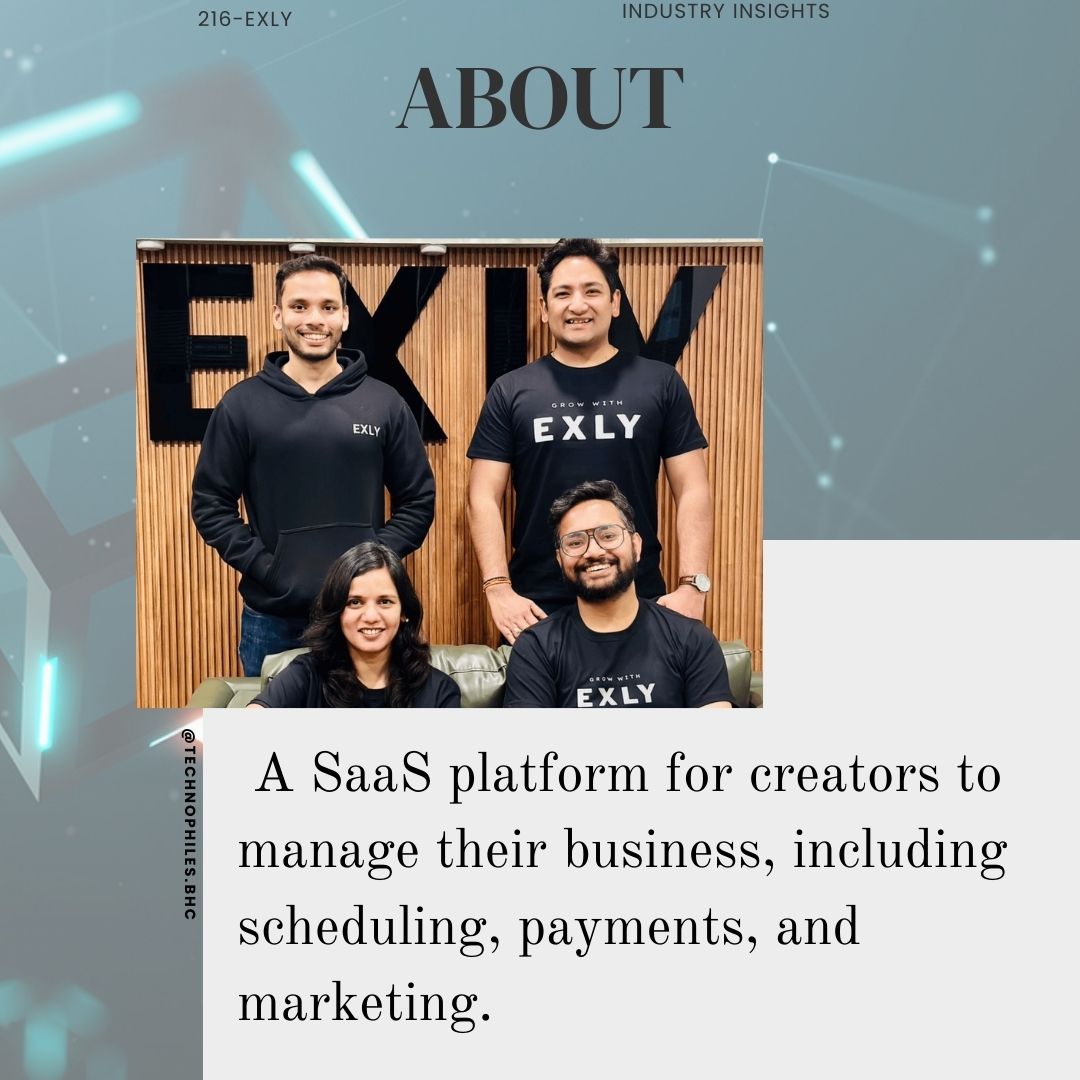 216-EXLY
INDUSTRY INSIGHTS
ABOUT
EXLY
EXLY
GROW WITH
EXLY
GROW WITH
EXLY
@TECHNOPHILES.BHC
A SaaS platform for creators to
manage their business, including
scheduling, payments, and
marketing.